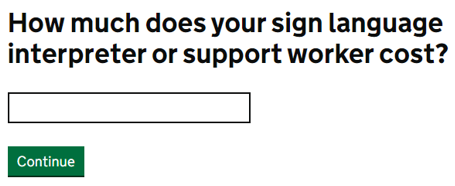 How much does your sign language
interpreter or support worker cost?
Continue